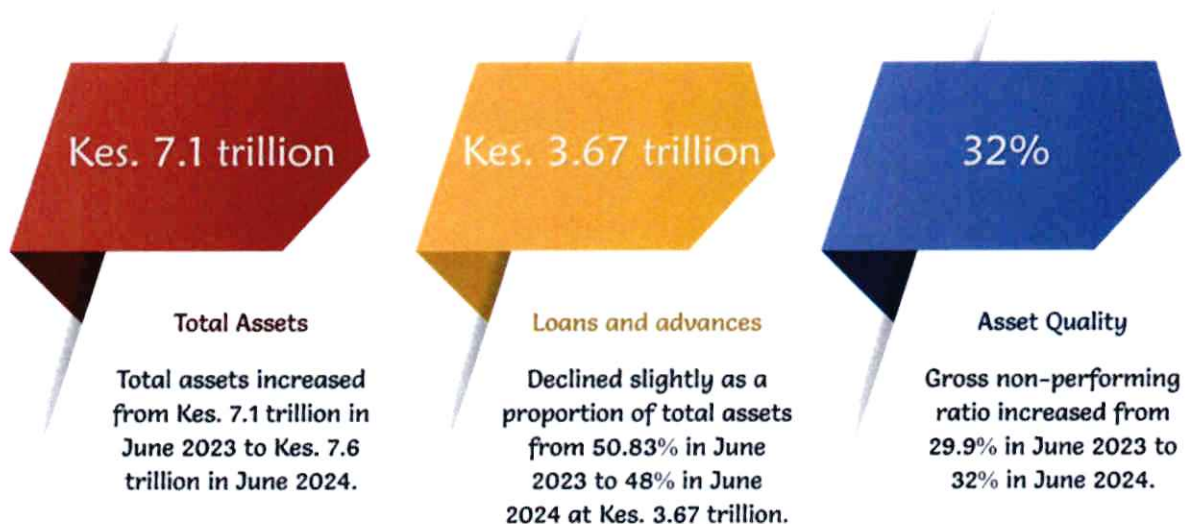 Kes. 7.1 trillion
Kes. 3.67 trillion
32%
Total Assets
Total assets increased
from Kes. 7.1 trillion in
June 2023 to Kes. 7.6
trillion in June 2024.
Loans and advances
Declined slightly as a
proportion of total assets
from 50.83% in June
2023 to 48% in June
2024 at Kes. 3.67 trillion.
Asset Quality
Gross non-performing
ratio increased from
29.9% in June 2023 to
32% in June 2024.